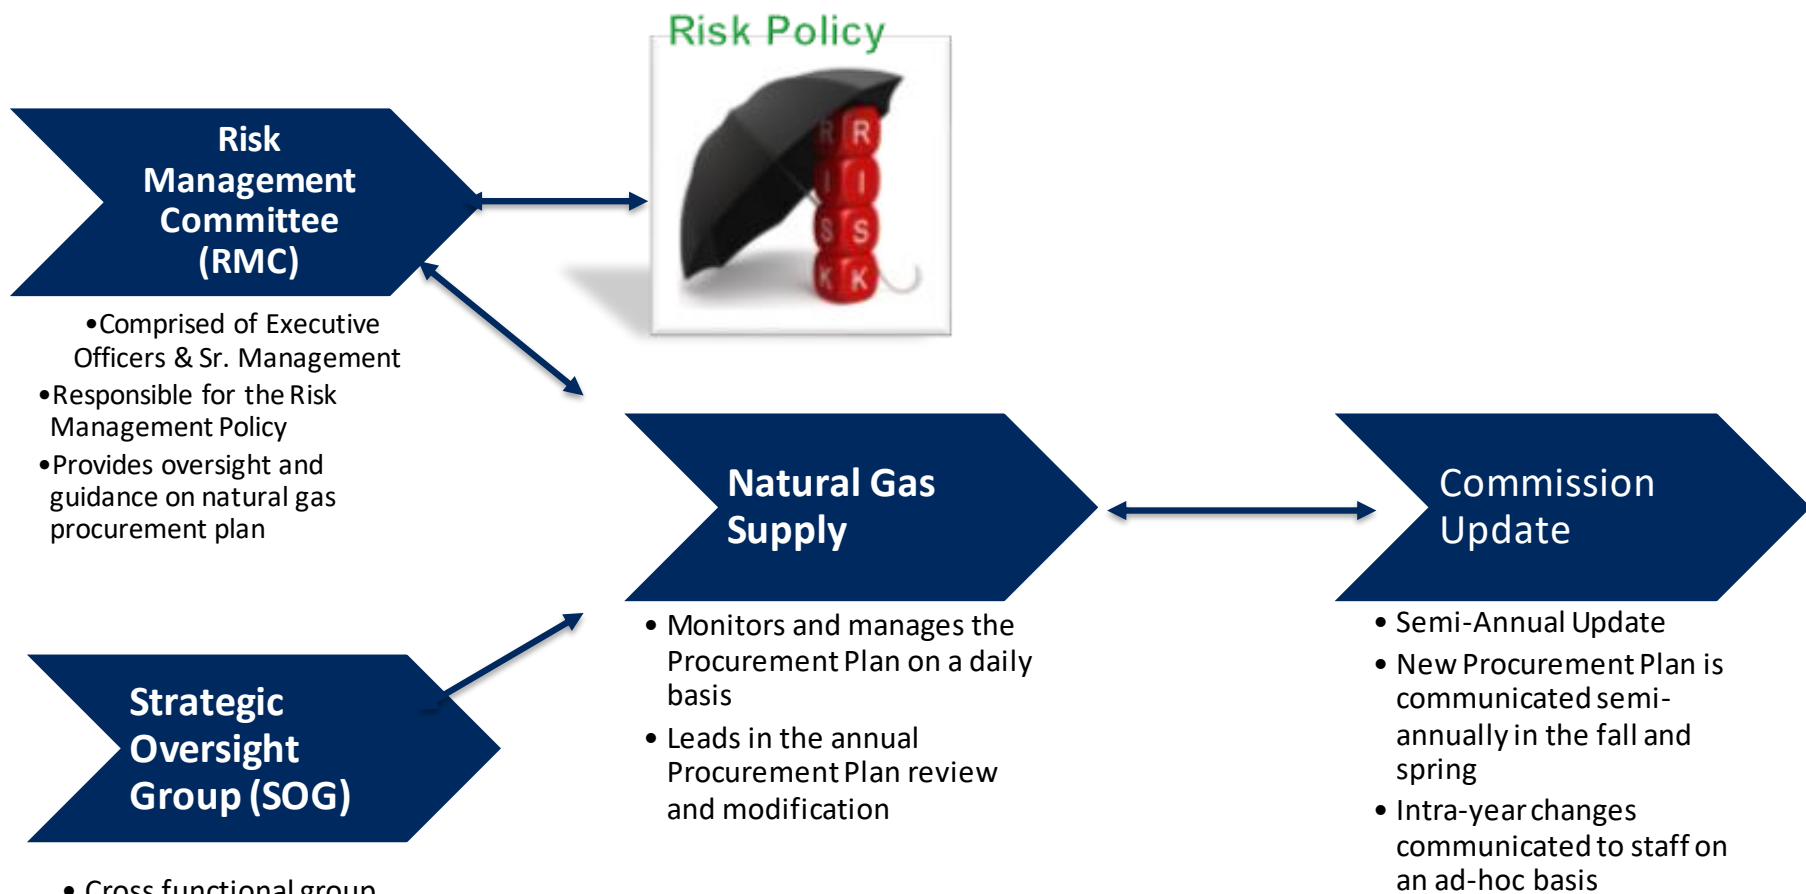 Risk Policy
R R
I I
S S
K K
Risk
Management
Committee
(RMC)
•Comprised of Executive
Officers & Sr. Management
•Responsible for the Risk
Management Policy
•Provides oversight and
guidance on natural gas
procurement plan
Natural Gas
Supply
• Monitors and manages the
Procurement Plan on a daily
basis
• Leads in the annual
Procurement Plan review
and modification
Commission
Update
• Semi-Annual Update
• New Procurement Plan is
communicated semi-
annually in the fall and
spring
• Intra-year changes
communicated to staff on
an ad-hoc basis
Strategic
Oversight
Group (SOG)
• Cross functional group